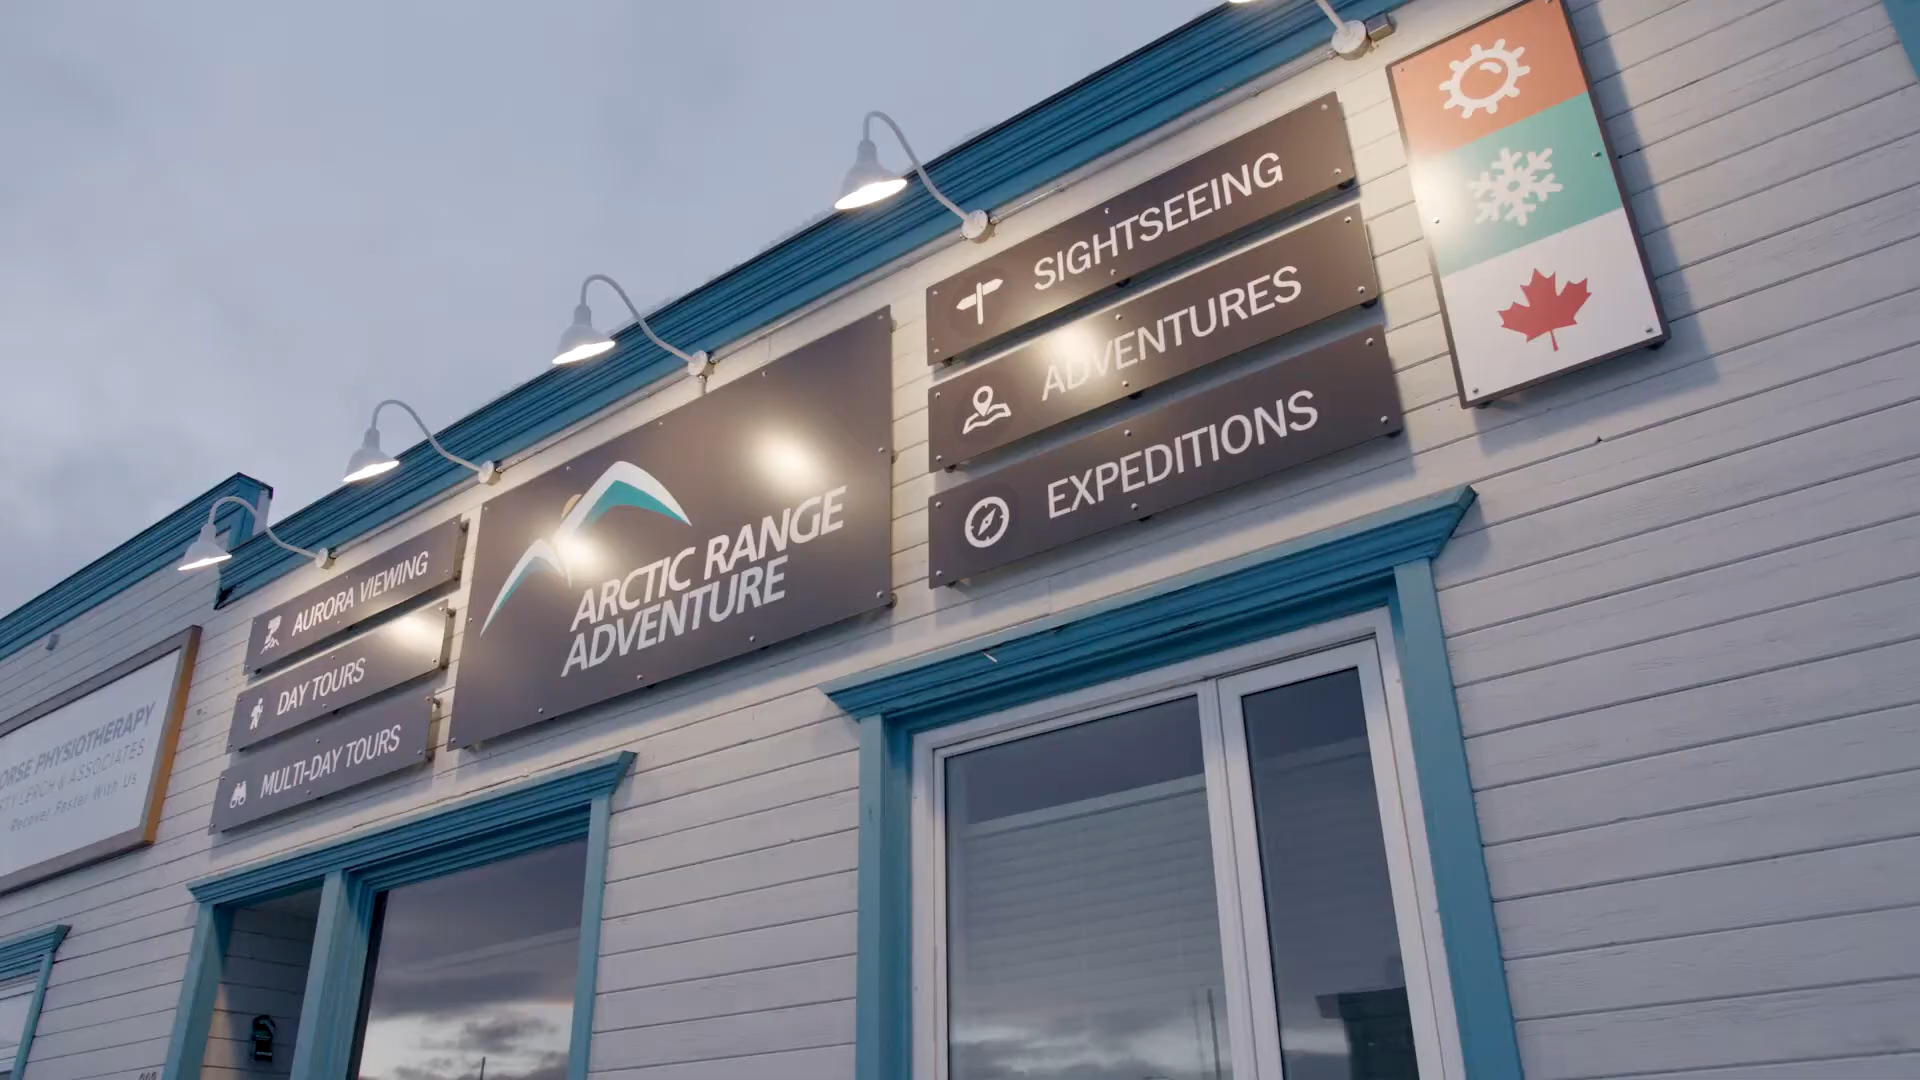 AURORA VIEWING
DAY TOURS
MULTI-DAY TOURS
ARCTIC RANGE
ADVENTURE
SIGHTSEEING
ADVENTURES
EXPEDITIONS
PHYSIOTHERAPY
LERCH & ASSOCIATES
Recover Faster With Us